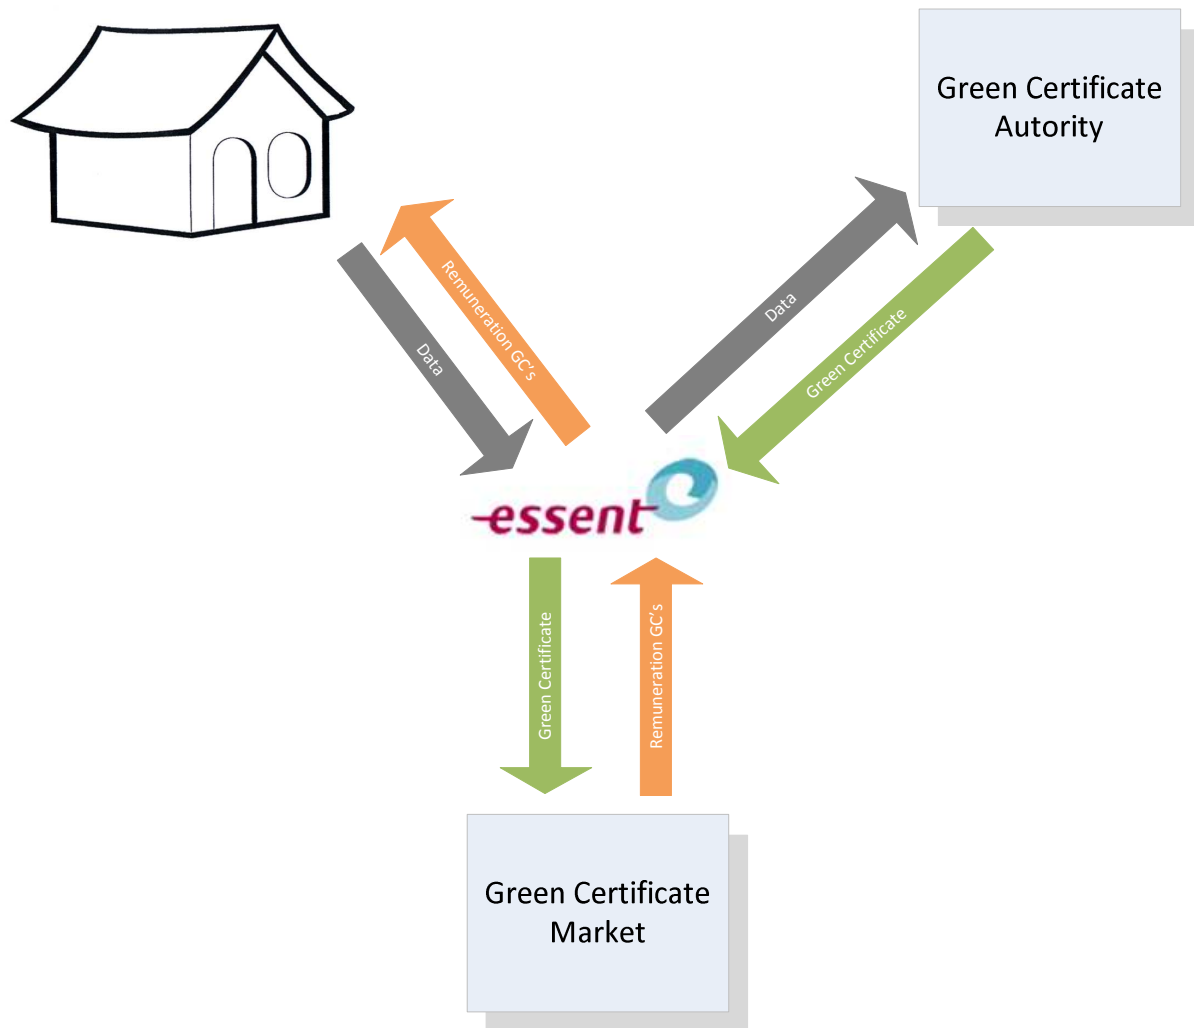 Green Certificate
Autority
Remuneration GC's
Data
Data
Green Certificate
essent
Green Certificate
Remuneration GC's
Green Certificate
Market